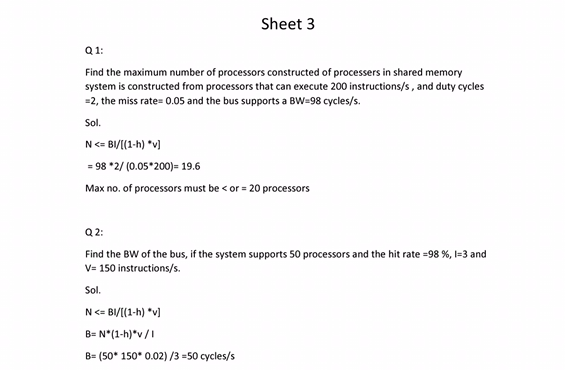 Sheet 3
Q 1:
Find the maximum number of processors constructed of processers in shared memory
system is constructed from processors that can execute 200 instructions/s , and duty cycles
=2, the miss rate= 0.05 and the bus supports a BW=98 cycles/s.
Sol.
N <= BI/[(1-h) *v]
= 98 *2/ (0.05*200)= 19.6
Max no. of processors must be < or = 20 processors
Q 2:
Find the BW of the bus, if the system supports 50 processors and the hit rate =98 %, I=3 and
V= 150 instructions/s.
Sol.
N <= BI/[(1-h) *v]
B= N*(1-h)*v / I
B= (50* 150* 0.02) /3 =50 cycles/s